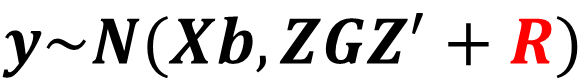 y~N(Xb, ZGZ′ + R)